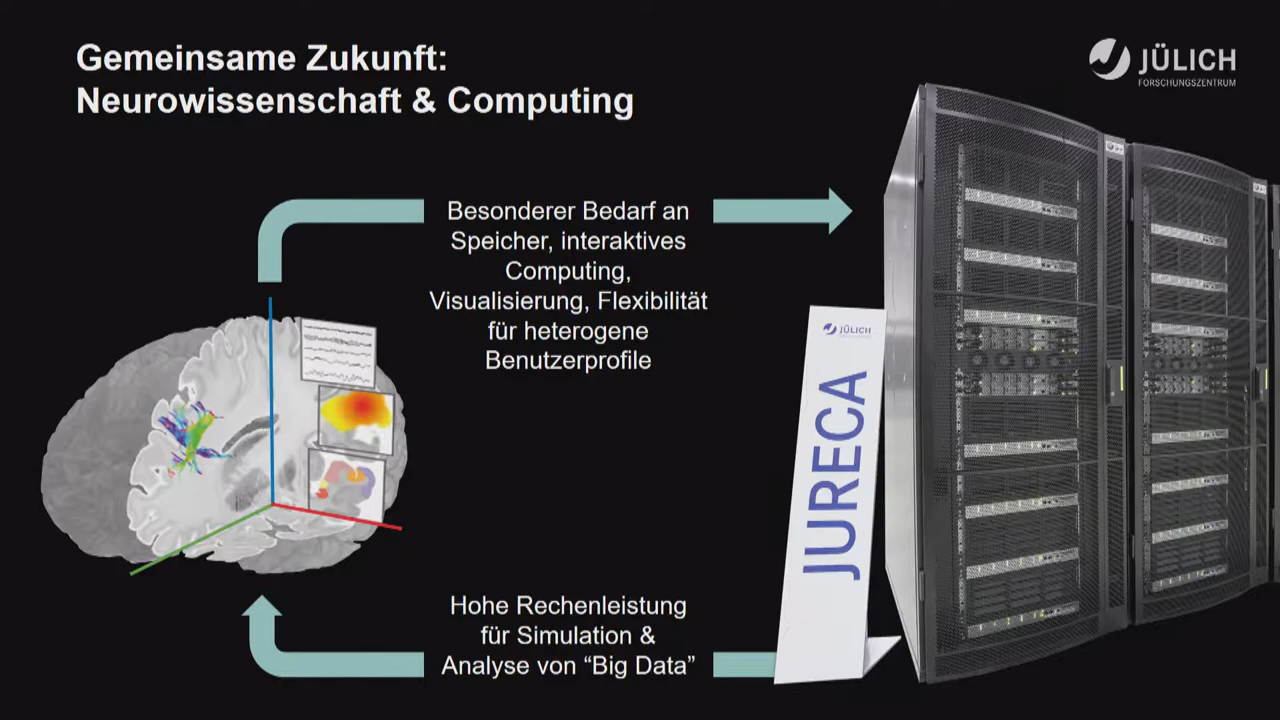 Gemeinsame Zukunft:
Neurowissenschaft & Computing
JÜLICH
FORSCHUNGSZENTRUM
Besonderer Bedarf an
Speicher, interaktives
Computing,
Visualisierung, Flexibilität
für heterogene
Benutzerprofile
JÜLICH
JURECA
Hohe Rechenleistung
für Simulation &
Analyse von “Big Data”